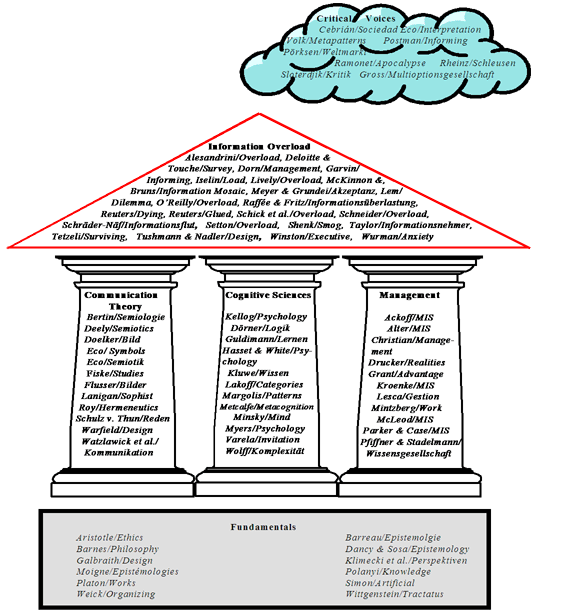 Critical Voices
Cebrián/Sociedad Eco/Interpretation
Volk/Metapatterns Postman/Informing
Pörksen/Weltmarkt
Ramonet/Apocalypse Rheinz/Schleusen
Sloterdijk/Kritik Gross/Multioptionsgesellschaft
Information Overload
Alesandrini/Overload, Deloitte &
Touche/Survey, Dorn/Management, Garvin/
Informing, Iselin/Load, Lively/Overload, McKinnon &,
Bruns/Information Mosaic, Meyer & Grundei/Akzeptanz, Lem/
Dilemma, O'Reilly/Overload, Raffée & Fritz/Informationsüberlastung,
Reuters/Dying, Reuters/Glued, Schick et al./Overload, Schneider/Overload,
Schräder-Näf/Informationsflut, Setton/Overload, Shenk/Smog, Taylor/Informationsnehmer,
Tetzeli/Surviving, Tushmann & Nadler/Design, Winston/Executive, Wurman/Anxiety
Communication
Theory
Bertin/Semiologie
Deely/Semiotics
Doelker/Bild
Eco/ Symbols
Eco/Semiotik
Viske/Studies
Flusser/Bilder
Lanigan/Sophist
Roy/Hermeneutics
Schulz v. Thun/Reden
Warfield/Design
Watzlawick et al./
Kommunikation
Cognitive Sciences
Kellog/Psychology
Dörner/Logik
Guldimann/Lernen
Hasset & White/Psy-
chology
Kluwe/Wissen
Lakoff/Categories
Margolis/Patterns
Metcalfe/Metacognition
Minsky/Mind
Myers/Psychology
Varela/Invitation
Wolff/Komplexität
Management
Ackoff/MIS
Alter/MIS
Christian/Manage-
ment
Drucker/Realities
Grant/Advantage
Kroenke/MIS
Lesca/Gestion
Mintzberg/Work
McLeod/MIS
Parker & Case/MIS
Pfiffner & Stadelmann/
Wissensgesellschaft
Fundamentals
Aristotle/Ethics
Barnes/Philosophy
Galbraith/Design
Moigne/Epistémologies
Platon/Works
Weick/Organizing
Barreau/Epistemolgie
Dancy & Sosa/Epistemology
Klimecki et al./Perspektiven
Polanyi/Knowledge
Simon/Artificial
Wittgenstein/Tractatus